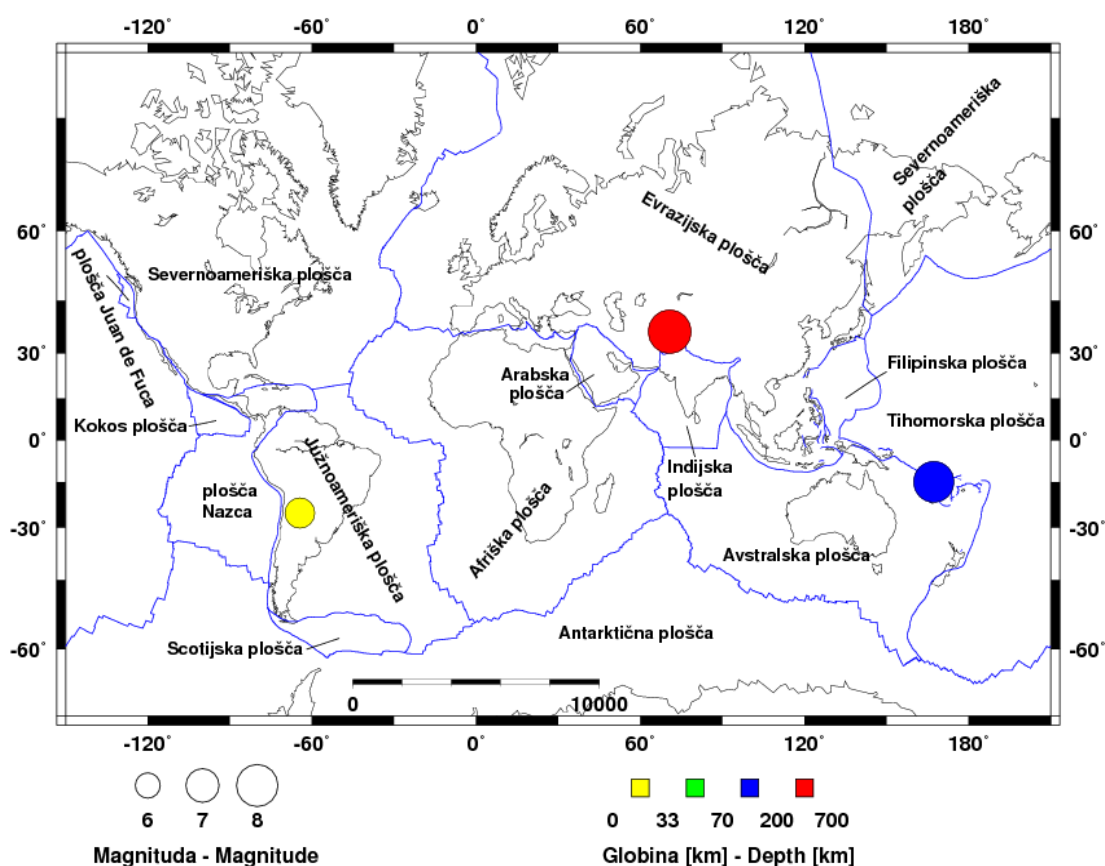 -120° -60° 0° 60° 120° 180°
Severnoameriška
plošča
Evrazijska plošča
60° 60°
Severnoameriška plošča
plošča Juan de Fuca
30° 30°
Filipinska plošča
Arabska
plošča
Kokos plošča
Tihomorska plošča
0° 0°
Južnoameriška plošča
Indijska
plošča
plošča
Nazca
Afriška plošča
-30° -30°
Avstralska plošča
Antarktična plošča
Scotijska plošča
-60° -60°
0 10000
-120° -60° 0° 60° 120° 180°
6 7 8
0 33 70 200 700
Magnituda - Magnitude
Globina [km] - Depth [km]